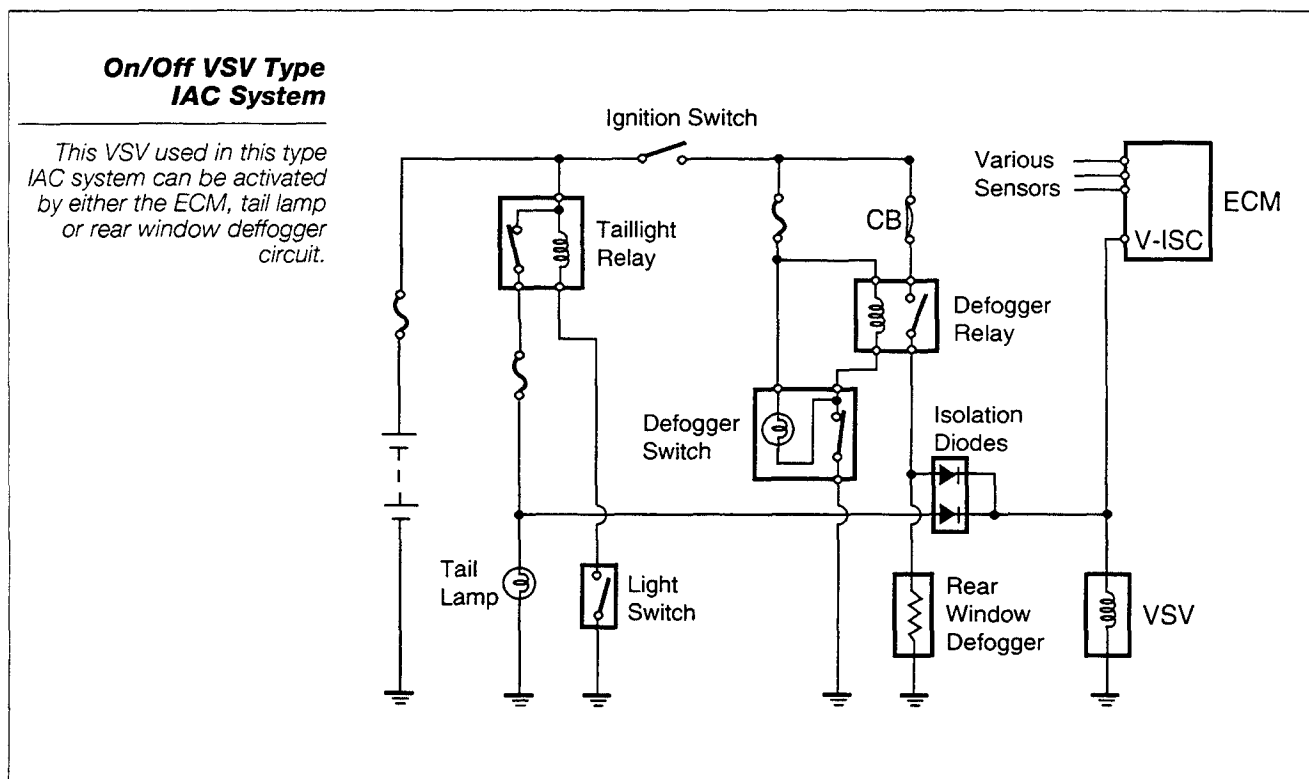 On/Off VSV Type
IAC System
This VSV used in this type
IAC system can be activated
by either the ECM, tail lamp
or rear window deffogger
circuit.
Ignition Switch
Various
Sensors
ECM
V-ISC
Taillight
Relay
CB
Defogger
Relay
Defogger
Switch
Isolation
Diodes
Tail
Lamp
Light
Switch
Rear
Window
Defogger
VSV